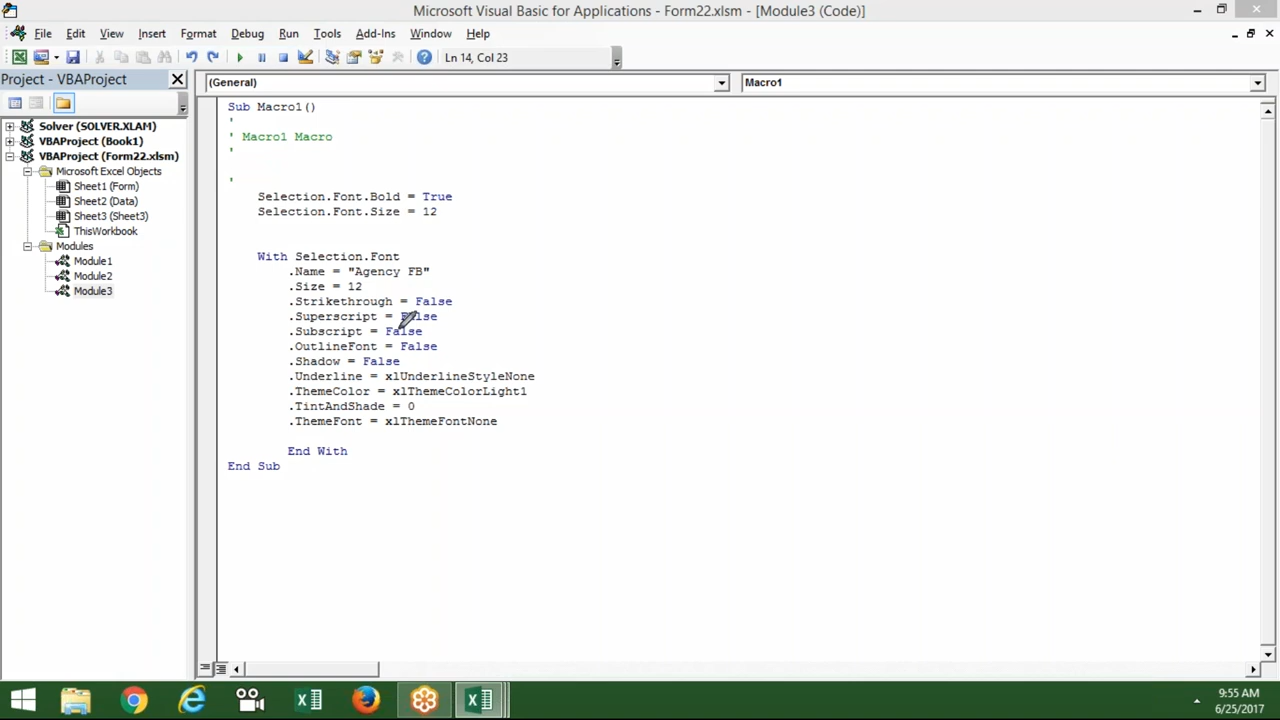 Microsoft Visual Basic for Applications - Form22.xlsm - [Module3 (Code)]
File Edit View Insert Format Debug Run Tools Add-Ins Window Help
Ln 14, Col 23
Project - VBAProject
(General)
Macro1
Solver (SOLVER.XLAM)
VBAProject (Book1)
VBAProject (Form22.xlsm)
Microsoft Excel Objects
Sheet1 (Form)
Sheet2 (Data)
Sheet3 (Sheet3)
ThisWorkbook
Modules
Module1
Module2
Module3
Sub Macro1()
'
' Macro1 Macro
'
'
Selection.Font.Bold = True
Selection.Font.Size = 12
With Selection.Font
.Name = "Agency FB"
.Size = 12
.Strikethrough = False
.Superscript = False
.Subscript = False
.OutlineFont = False
.Shadow = False
.Underline = xlUnderlineStyleNone
.ThemeColor = xlThemeColorLight1
.TintAndShade = 0
.ThemeFont = xlThemeFontNone
End With
End Sub
9:55 AM
6/25/2017